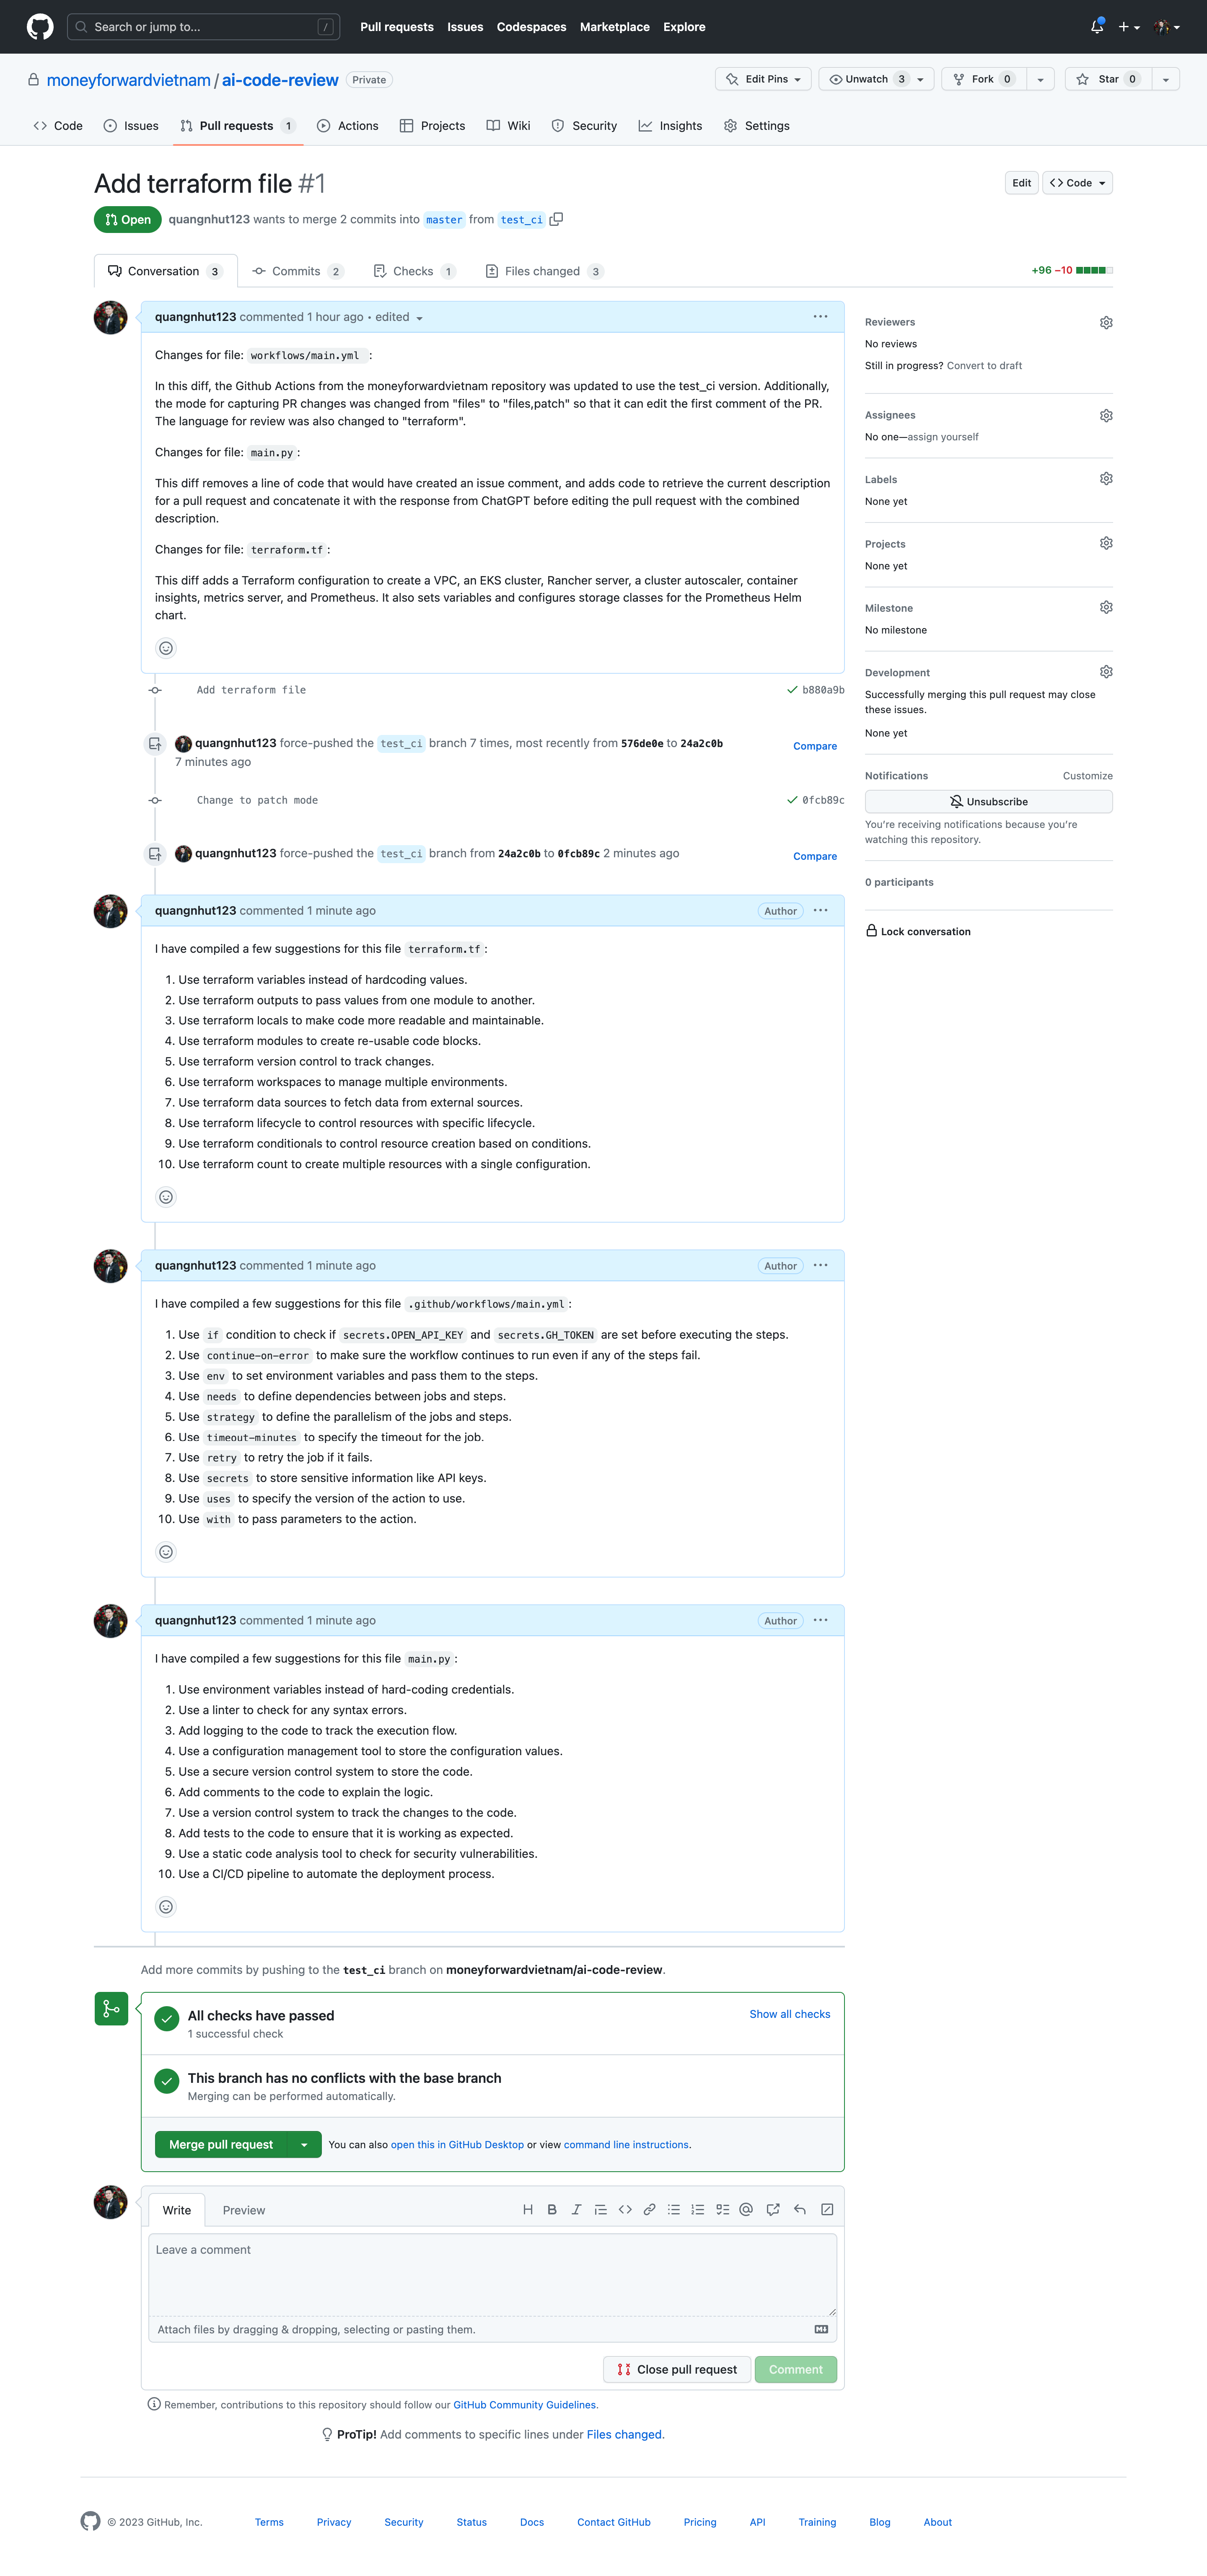 Search or jump to...
/
Pull requests Issues Codespaces Marketplace Explore
moneyforwardvietnam / ai-code-review Private
Edit Pins Unwatch 3 Fork 0 Star 0
Code Issues Pull requests 1 Actions Projects Wiki Security Insights Settings
Add terraform file #1
Edit <> Code
Open quangnhut123 wants to merge 2 commits into master from test_ci
Conversation 3 Commits 2 Checks 1 Files changed 3
+96 −10
quangnhut123 commented 1 hour ago • edited
Changes for file: workflows/main.yml :
In this diff, the Github Actions from the moneyforwardvietnam repository was updated to use the test_ci version. Additionally,
the mode for capturing PR changes was changed from "files" to "files,patch" so that it can edit the first comment of the PR.
The language for review was also changed to "terraform".
Changes for file: main.py :
This diff removes a line of code that would have created an issue comment, and adds code to retrieve the current description
for a pull request and concatenate it with the response from ChatGPT before editing the pull request with the combined
description.
Changes for file: terraform.tf :
This diff adds a Terraform configuration to create a VPC, an EKS cluster, Rancher server, a cluster autoscaler, container
insights, metrics server, and Prometheus. It also sets variables and configures storage classes for the Prometheus Helm
chart.
Reviewers
No reviews
Still in progress? Convert to draft
Assignees
No one—assign yourself
Labels
None yet
Projects
None yet
Milestone
No milestone
Development
Successfully merging this pull request may close
these issues.
None yet
Notifications Customize
Unsubscribe
You're receiving notifications because you're
watching this repository.
0 participants
Lock conversation
Add terraform file b880a9b
quangnhut123 force-pushed the test_ci branch 7 times, most recently from 576de0e to 24a2c0b
7 minutes ago
Compare
Change to patch mode 0fcb89c
quangnhut123 force-pushed the test_ci branch from 24a2c0b to 0fcb89c 2 minutes ago
Compare
quangnhut123 commented 1 minute ago Author
I have compiled a few suggestions for this file terraform.tf :
1. Use terraform variables instead of hardcoding values.
2. Use terraform outputs to pass values from one module to another.
3. Use terraform locals to make code more readable and maintainable.
4. Use terraform modules to create re-usable code blocks.
5. Use terraform version control to track changes.
6. Use terraform workspaces to manage multiple environments.
7. Use terraform data sources to fetch data from external sources.
8. Use terraform lifecycle to control resources with specific lifecycle.
9. Use terraform conditionals to control resource creation based on conditions.
10. Use terraform count to create multiple resources with a single configuration.
quangnhut123 commented 1 minute ago Author
I have compiled a few suggestions for this file .github/workflows/main.yml :
1. Use if condition to check if secrets.OPEN_API_KEY and secrets.GH_TOKEN are set before executing the steps.
2. Use continue-on-error to make sure the workflow continues to run even if any of the steps fail.
3. Use env to set environment variables and pass them to the steps.
4. Use needs to define dependencies between jobs and steps.
5. Use strategy to define the parallelism of the jobs and steps.
6. Use timeout-minutes to specify the timeout for the job.
7. Use retry to retry the job if it fails.
8. Use secrets to store sensitive information like API keys.
9. Use uses to specify the version of the action to use.
10. Use with to pass parameters to the action.
quangnhut123 commented 1 minute ago Author
I have compiled a few suggestions for this file main.py :
1. Use environment variables instead of hard-coding credentials.
2. Use a linter to check for any syntax errors.
3. Add logging to the code to track the execution flow.
4. Use a configuration management tool to store the configuration values.
5. Use a secure version control system to store the code.
6. Add comments to the code to explain the logic.
7. Use a version control system to track the changes to the code.
8. Add tests to the code to ensure that it is working as expected.
9. Use a static code analysis tool to check for security vulnerabilities.
10. Use a CI/CD pipeline to automate the deployment process.
Add more commits by pushing to the test_ci branch on moneyforwardvietnam/ai-code-review.
All checks have passed
1 successful check
Show all checks
This branch has no conflicts with the base branch
Merging can be performed automatically.
Merge pull request You can also open this in GitHub Desktop or view command line instructions.
Write Preview
Leave a comment
Attach files by dragging & dropping, selecting or pasting them.
Close pull request Comment
Remember, contributions to this repository should follow our GitHub Community Guidelines.
ProTip! Add comments to specific lines under Files changed.
© 2023 GitHub, Inc. Terms Privacy Security Status Docs Contact GitHub Pricing API Training Blog About